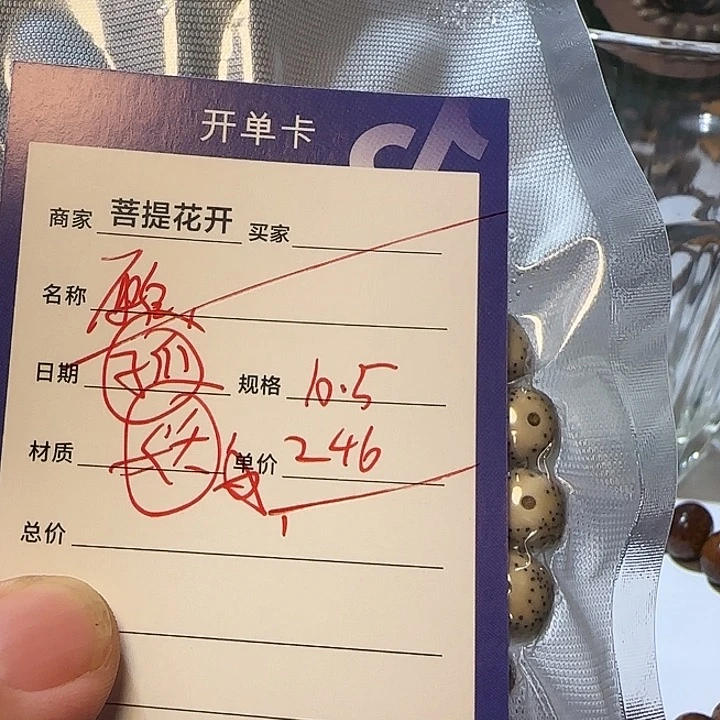 开单卡
商家 菩提花开 买家
名称
日期 规格 10.5
材质 单价 246
总价